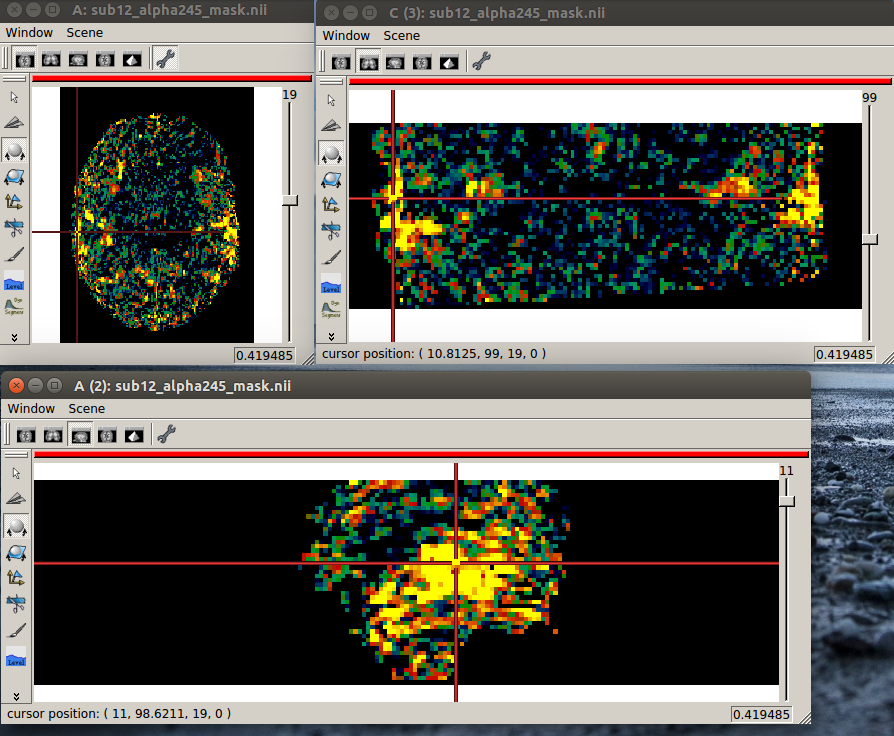 A: sub12_alpha245_mask.nii
Window Scene
19
Level
0.419485
C (3): sub12_alpha245_mask.nii
Window Scene
99
Level
cursor position: ( 10.8125, 99, 19, 0 )
0.419485
A (2): sub12_alpha245_mask.nii
Window Scene
11
Level
cursor position: ( 11, 98.6211, 19, 0 )
0.419485